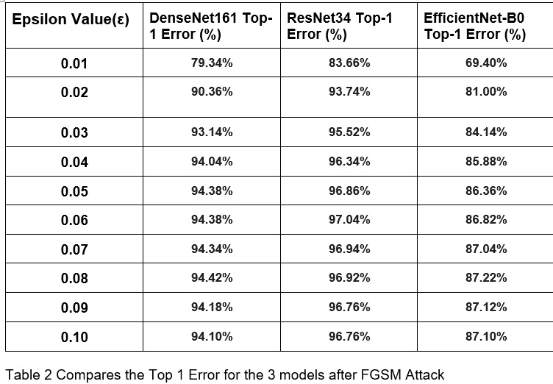 Epsilon Value(ε) DenseNet161 Top-1 Error (%) ResNet34 Top-1 Error (%) EfficientNet-B0 Top-1 Error (%)
0.01 79.34% 83.66% 69.40%
0.02 90.36% 93.74% 81.00%
0.03 93.14% 95.52% 84.14%
0.04 94.04% 96.34% 85.88%
0.05 94.38% 96.86% 86.36%
0.06 94.38% 97.04% 86.82%
0.07 94.34% 96.94% 87.04%
0.08 94.42% 96.92% 87.22%
0.09 94.18% 96.76% 87.12%
0.10 94.10% 96.76% 87.10%
Table 2 Compares the Top 1 Error for the 3 models after FGSM Attack